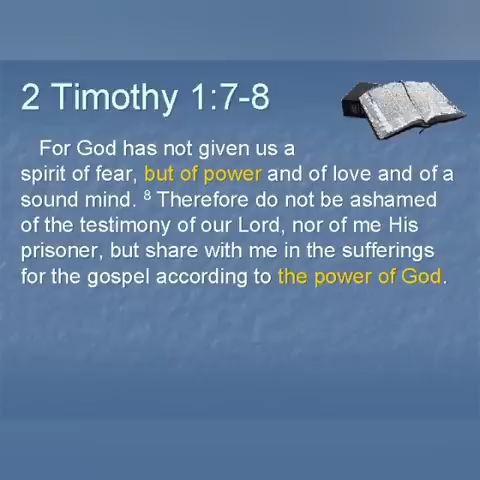 2 Timothy 1:7-8
For God has not given us a
spirit of fear, but of power and of love and of a
sound mind. 8 Therefore do not be ashamed
of the testimony of our Lord, nor of me His
prisoner, but share with me in the sufferings
for the gospel according to the power of God.